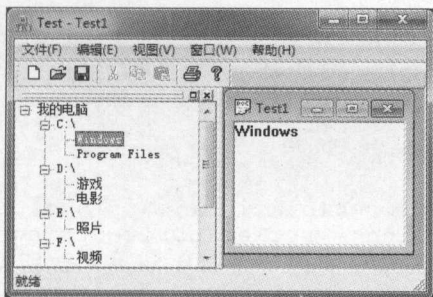 Test - Test1
文件(F) 编辑(E) 视图(V) 窗口(W) 帮助(H)
我的电脑
C:\
Windows
Program Files
D:\
游戏
电影
E:\
照片
F:\
视频
Test1
Windows
就绪